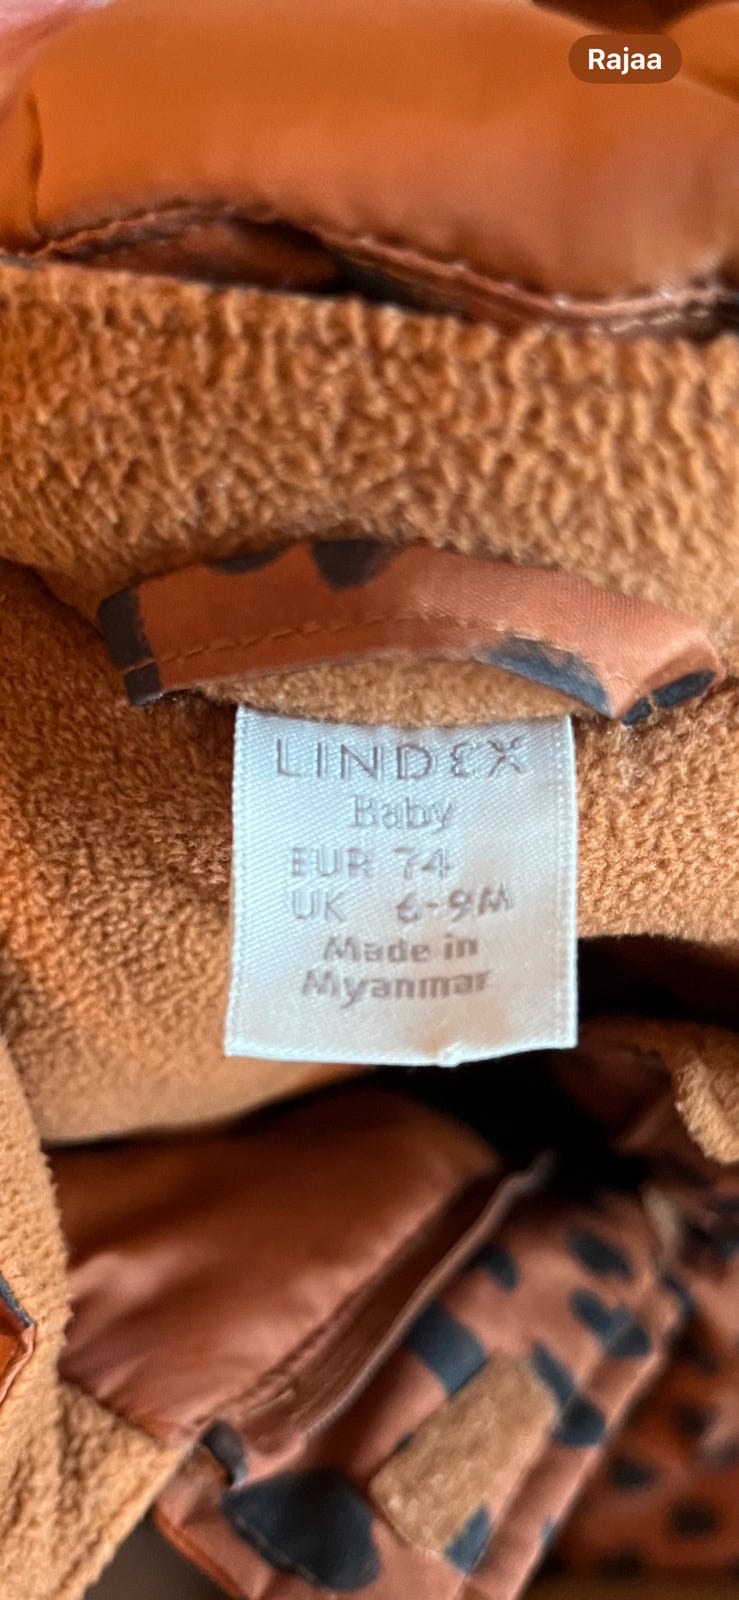 Rajaa
LINDEX
Baby
EUR 74
UK 6-9M
Made in
Myanmar